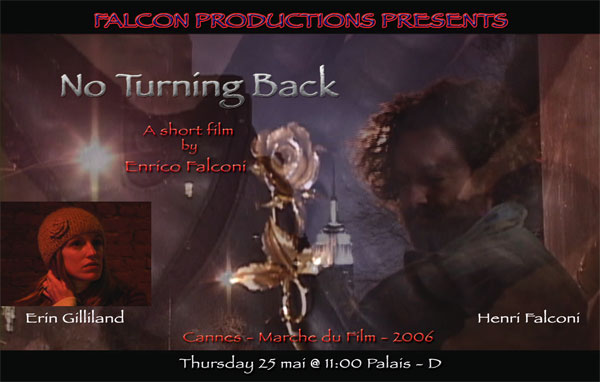 FALCON PRODUCTIONS PRESENTS
No Turning Back
A short film
by
Enrico Falconi
Erin Gilliland
Henri Falconi
Cannes - Marche du Film - 2006
Thursday 25 mai @ 11:00 Palais - D